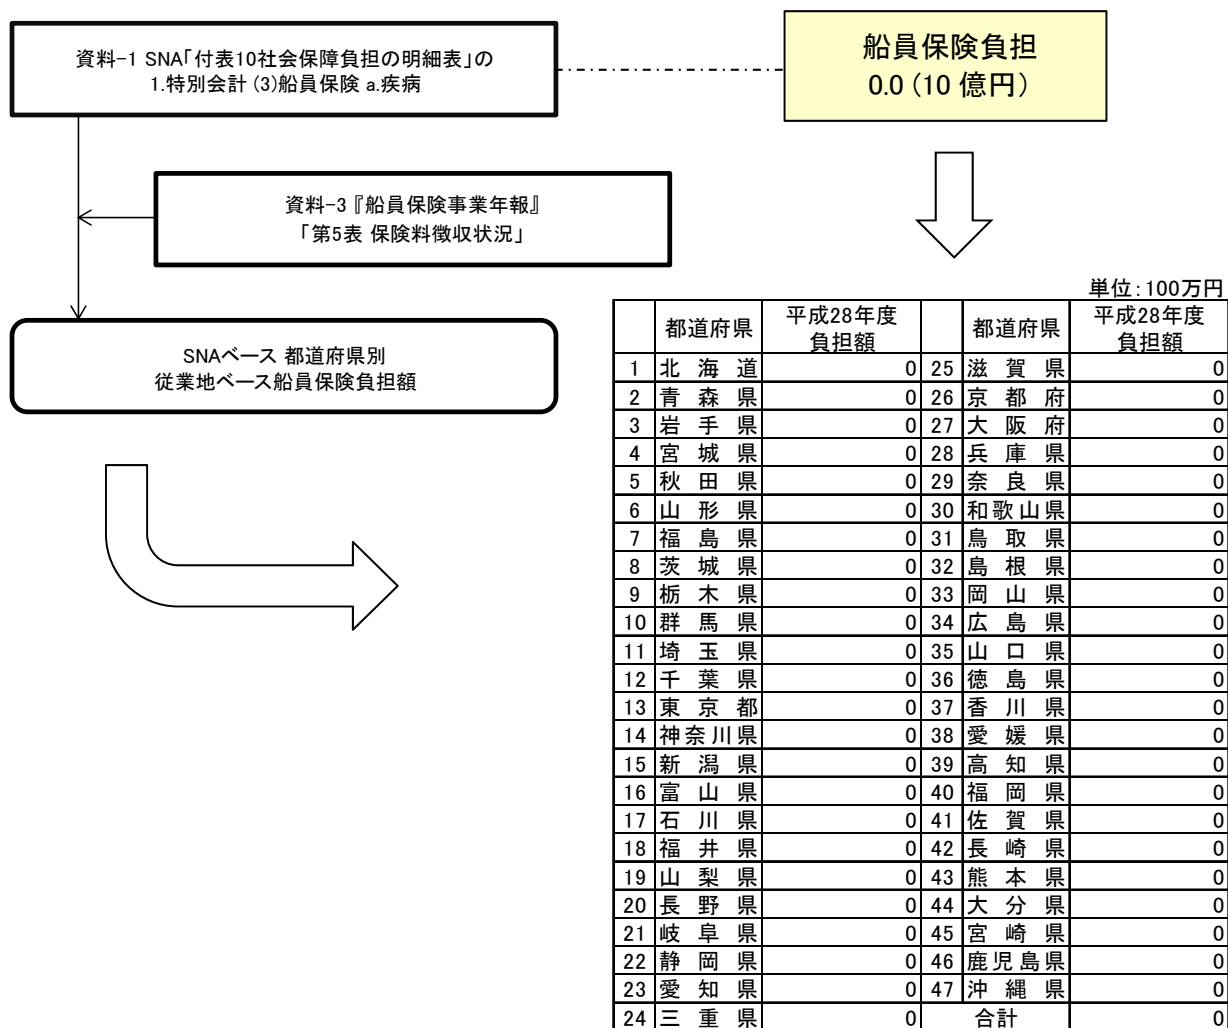 資料-1 SNA「付表10社会保障負担の明細表」の
1.特別会計 (3)船員保険 a.疾病
船員保険負担
0.0 (10 億円)
資料-3 『船員保険事業年報』
「第5表 保険料徴収状況」
SNAベース 都道府県別
従業地ベース船員保険負担額
単位:100万円
都道府県 平成28年度 都道府県 平成28年度
負担額 負担額
1 北海道 0 25 滋賀県 0
2 青森県 0 26 京都府 0
3 岩手県 0 27 大阪府 0
4 宮城県 0 28 兵庫県 0
5 秋田県 0 29 奈良県 0
6 山形県 0 30 和歌山県 0
7 福島県 0 31 鳥取県 0
8 茨城県 0 32 島根県 0
9 栃木県 0 33 岡山県 0
10 群馬県 0 34 広島県 0
11 埼玉県 0 35 山口県 0
12 千葉県 0 36 徳島県 0
13 東京都 0 37 香川県 0
14 神奈川県 0 38 愛媛県 0
15 新潟県 0 39 高知県 0
16 富山県 0 40 福岡県 0
17 石川県 0 41 佐賀県 0
18 福井県 0 42 長崎県 0
19 山梨県 0 43 熊本県 0
20 長野県 0 44 大分県 0
21 岐阜県 0 45 宮崎県 0
22 静岡県 0 46 鹿児島県 0
23 愛知県 0 47 沖縄県 0
24 三重県 0 合計 0